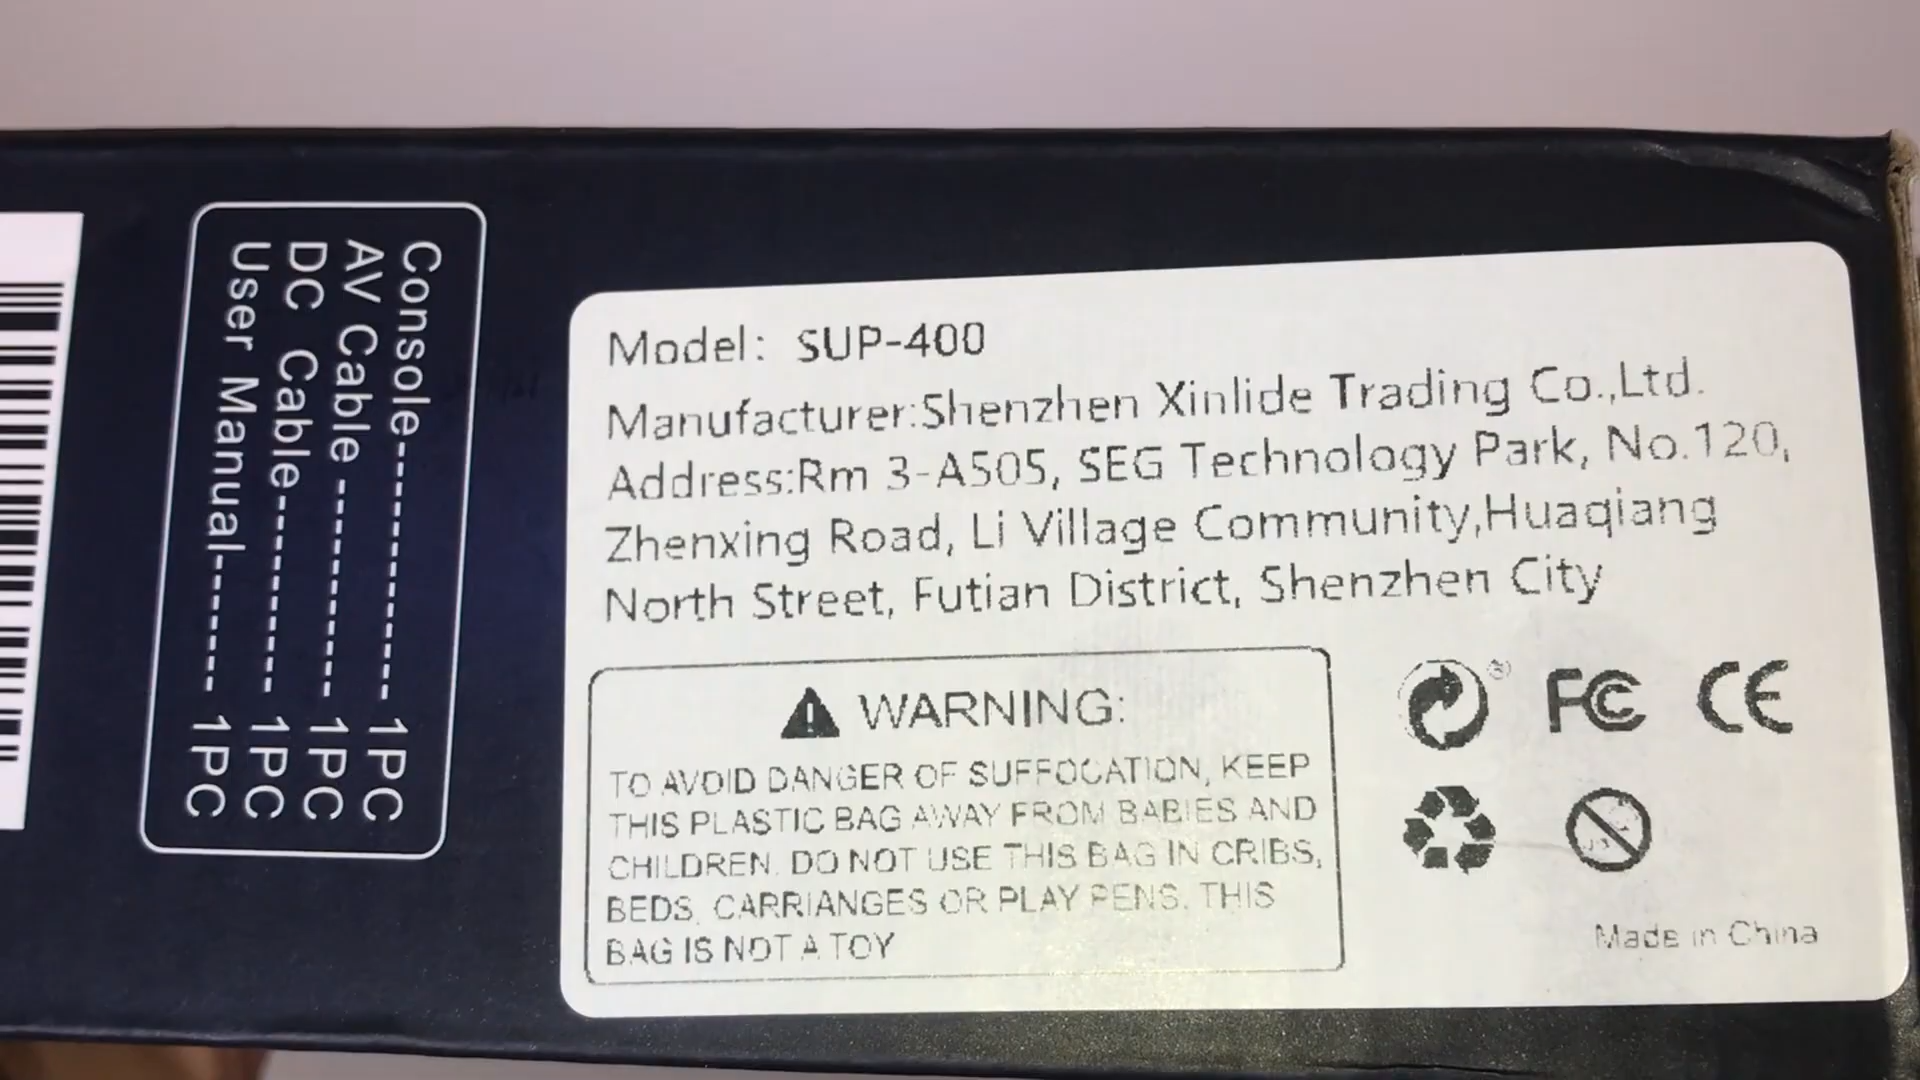 Console------------ 1PC
AV Cable ---------- 1PC
DC Cable---------- 1PC
User Manual------- 1PC
Model: SUP-400
Manufacturer:Shenzhen Xinlide Trading Co.,Ltd.
Address:Rm 3-A505, SEG Technology Park, No.120,
Zhenxing Road, Li Village Community,Huaqiang
North Street, Futian District, Shenzhen City
WARNING:
TO AVOID DANGER OF SUFFOCATION, KEEP
THIS PLASTIC BAG AWAY FROM BABIES AND
CHILDREN. DO NOT USE THIS BAG IN CRIBS,
BEDS, CARRIANGES OR PLAY PENS. THIS
BAG IS NOT A TOY
FC CE
Made in China